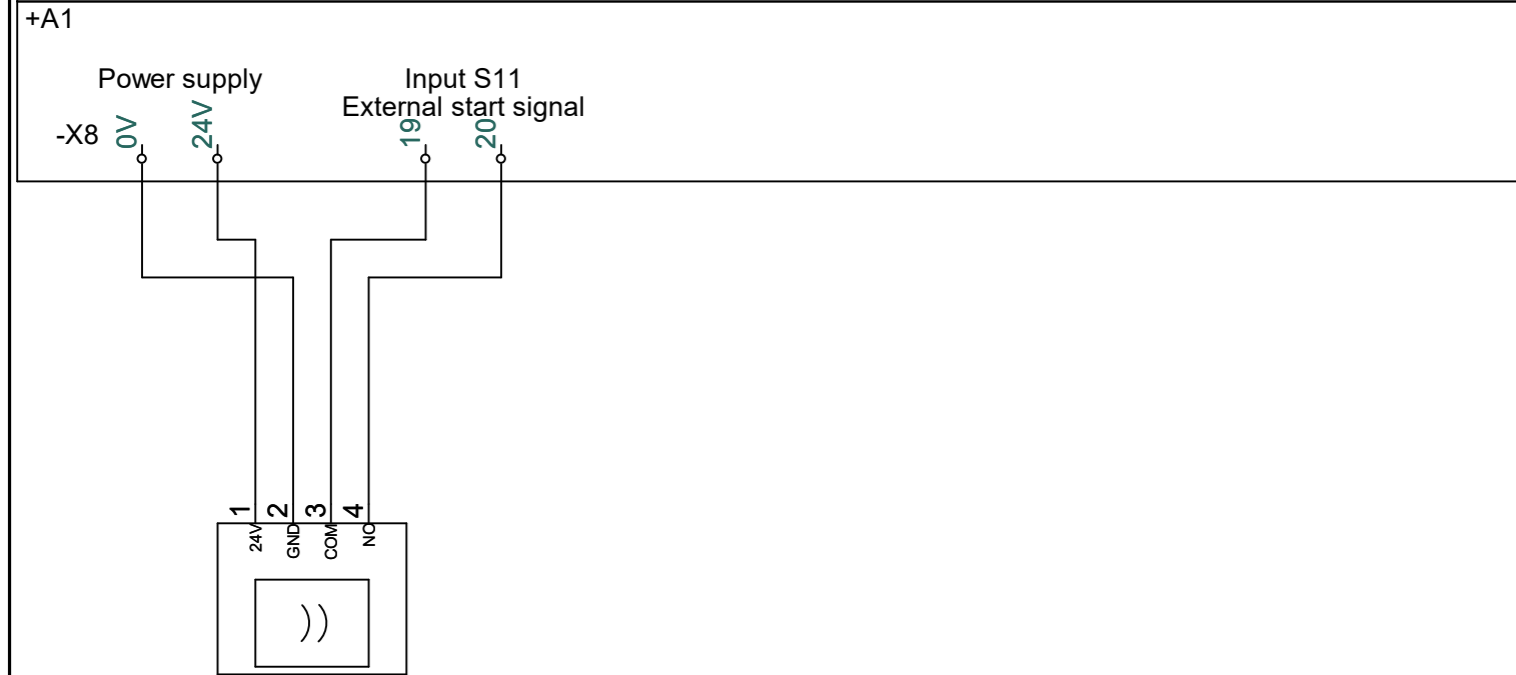 +A1
Power supply
Input S11
External start signal
-X8
0V
24V
19
20
1
2
3
4
24V
GND
COM
NO